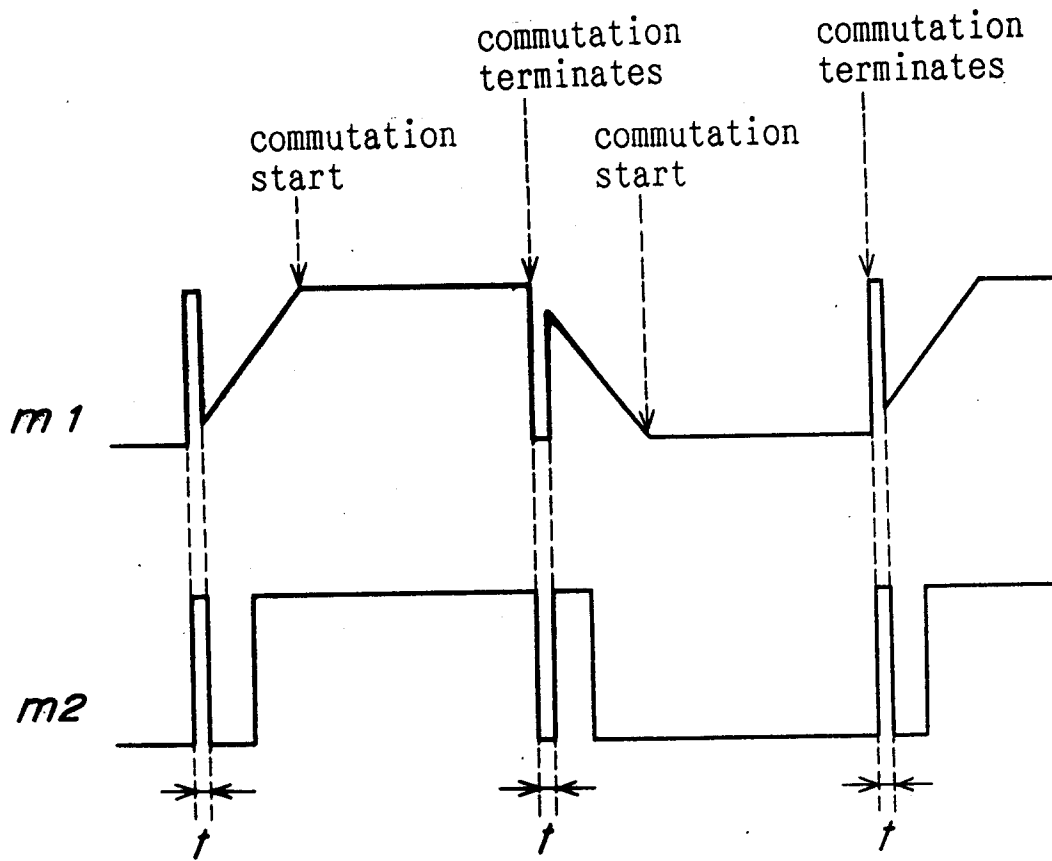 commutation
terminates
commutation
terminates
commutation
start
commutation
start
m1
m2
t
t
t